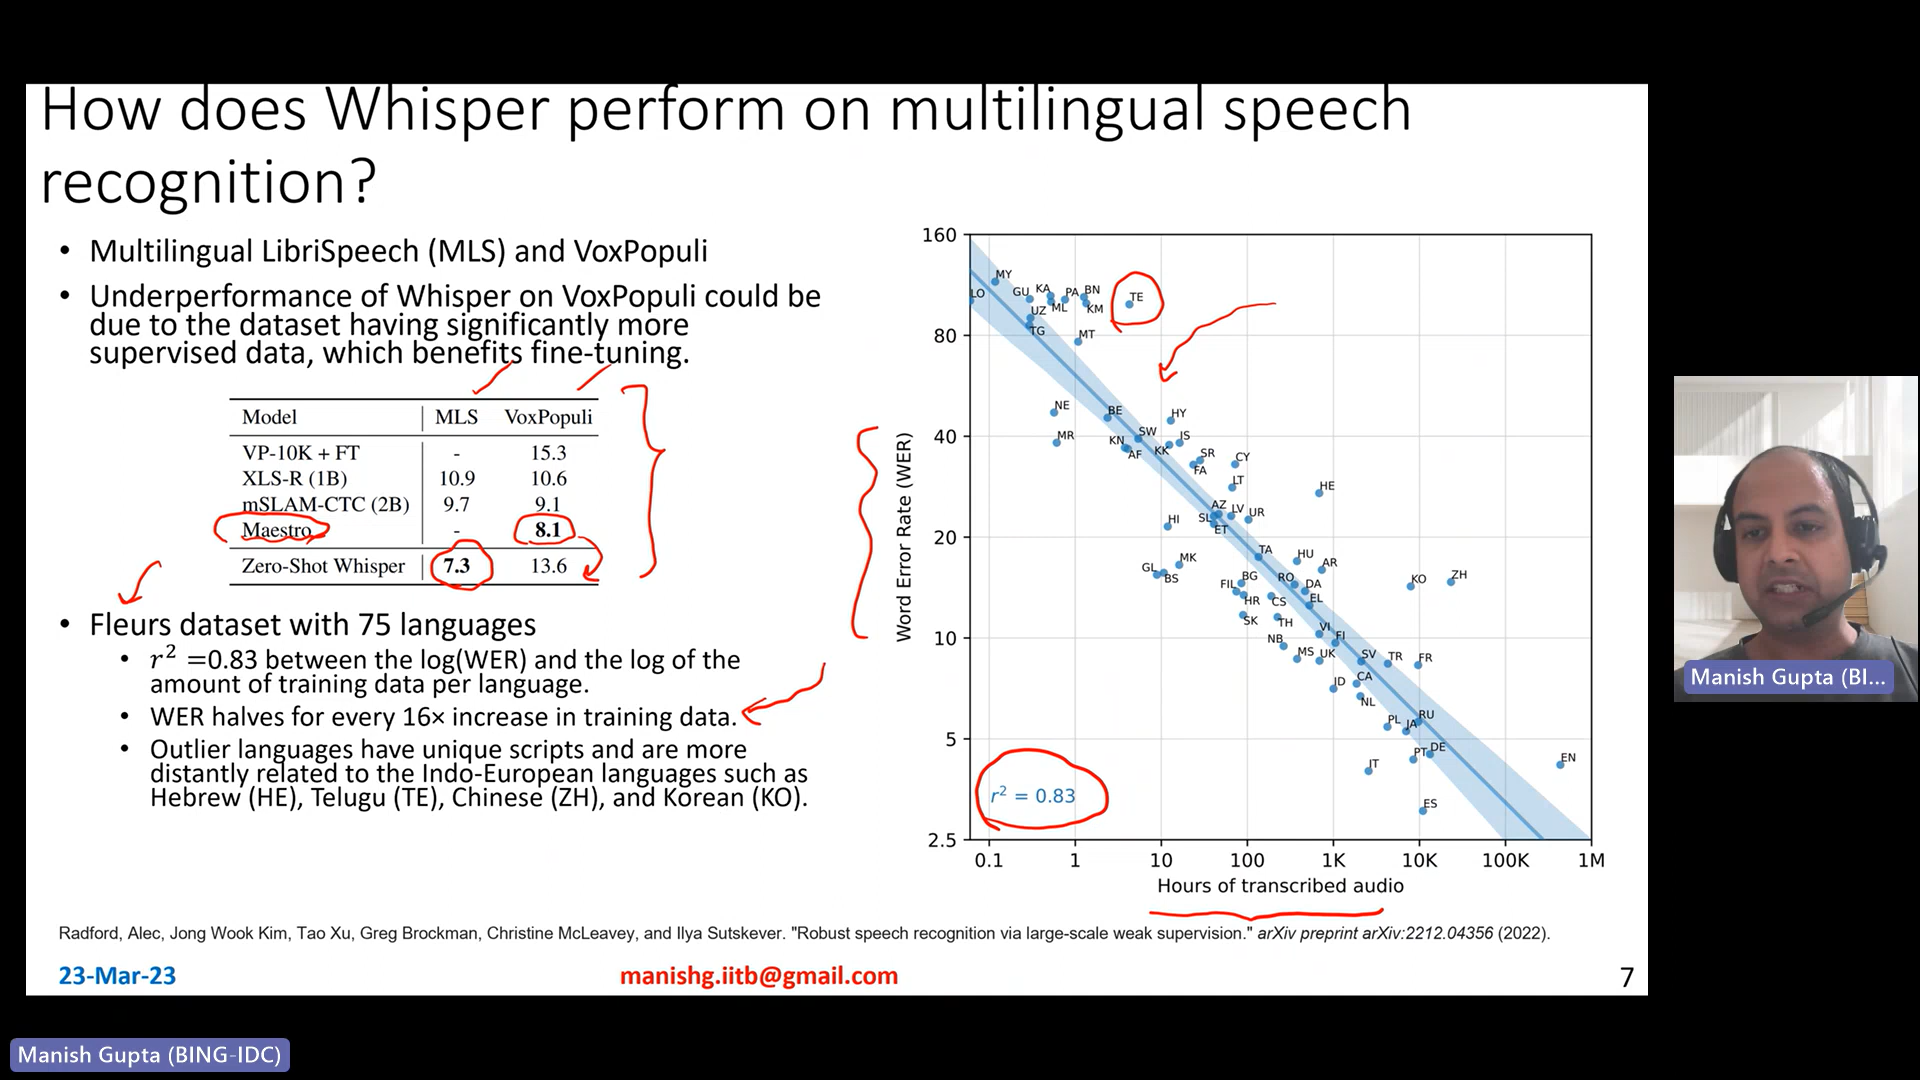 How does Whisper perform on multilingual speech
recognition?
• Multilingual LibriSpeech (MLS) and VoxPopuli
• Underperformance of Whisper on VoxPopuli could be
due to the dataset having significantly more
supervised data, which benefits fine-tuning.
Model MLS VoxPopuli
VP-10K + FT - 15.3
XLS-R (1B) 10.9 10.6
mSLAM-CTC (2B) 9.7 9.1
Maestro - 8.1
Zero-Shot Whisper 7.3 13.6
• Fleurs dataset with 75 languages
• r² =0.83 between the log(WER) and the log of the
amount of training data per language.
• WER halves for every 16× increase in training data.
• Outlier languages have unique scripts and are more
distantly related to the Indo-European languages such as
Hebrew (HE), Telugu (TE), Chinese (ZH), and Korean (KO).
Word Error Rate (WER)
160
MY
LO GU KA PA BN TE
UZ ML KM
80
TG MT
NE BE HY
40
MR KN SW IS
AF KK SR CY
FA
LT HE
AZ LV UR
HI SL ET
20
TA HU AR
GL MK BS
FIL BG RO DA KO ZH
HR CS EL
SK TH VI FI
10
NB MS UK SV TR FR
ID CA
NL
PL JA RU
5
PT DE
IT EN
r² = 0.83
ES
2.5
0.1 1 10 100 1K 10K 100K 1M
Hours of transcribed audio
Radford, Alec, Jong Wook Kim, Tao Xu, Greg Brockman, Christine McLeavey, and Ilya Sutskever. "Robust speech recognition via large-scale weak supervision." arXiv preprint arXiv:2212.04356 (2022).
23-Mar-23 manishg.iitb@gmail.com 7
Manish Gupta (BI...
Manish Gupta (BING-IDC)